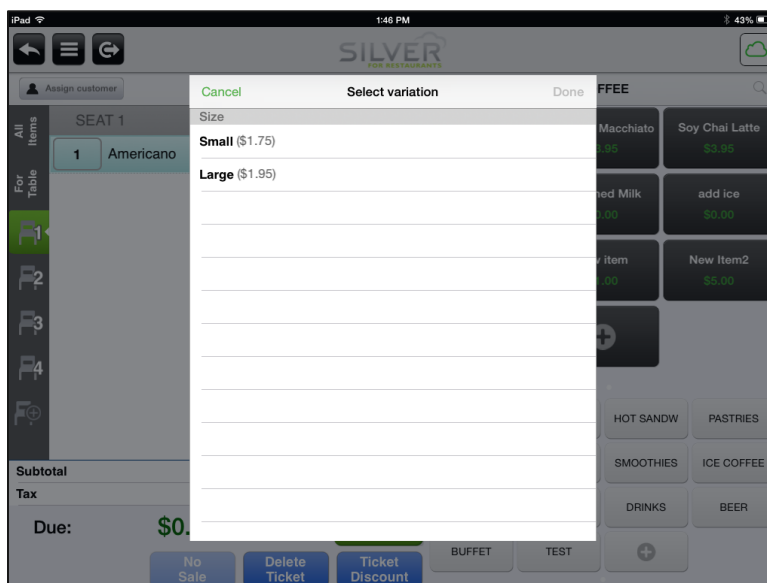 iPad 1:46 PM 43%
SILVER
FOR RESTAURANTS
Assign customer
Cancel Select variation Done
FFEE
Size
Small ($1.75)
Large ($1.95)
All Items
For Table
SEAT 1
1 Americano
1
2
3
4
Macchiato
3.95
Soy Chai Latte
$3.95
ned Milk
0.00
add ice
$0.00
v item
.00
New Item2
$5.00
HOT SANDW PASTRIES
SMOOTHIES ICE COFFEE
DRINKS BEER
BUFFET TEST
Subtotal
Tax
Due: $0.
No Sale
Delete Ticket
Ticket Discount